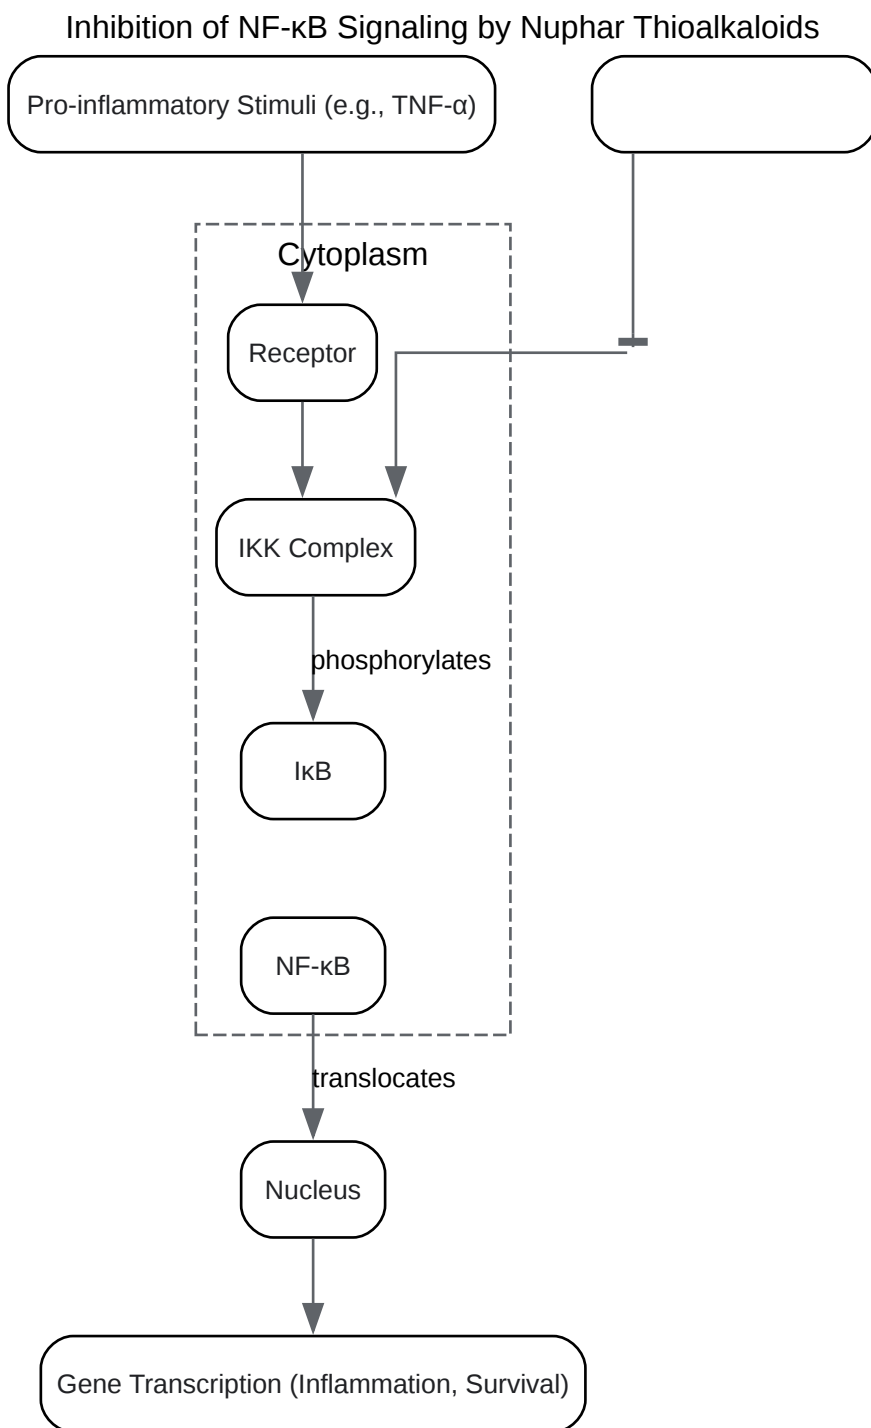 Inhibition of NF-κB Signaling by Nuphar Thioalkaloids
Pro-inflammatory Stimuli (e.g., TNF-α)
Cytoplasm
Receptor
IKK Complex
phosphorylates
IκB
NF-κB
translocates
Nucleus
Gene Transcription (Inflammation, Survival)